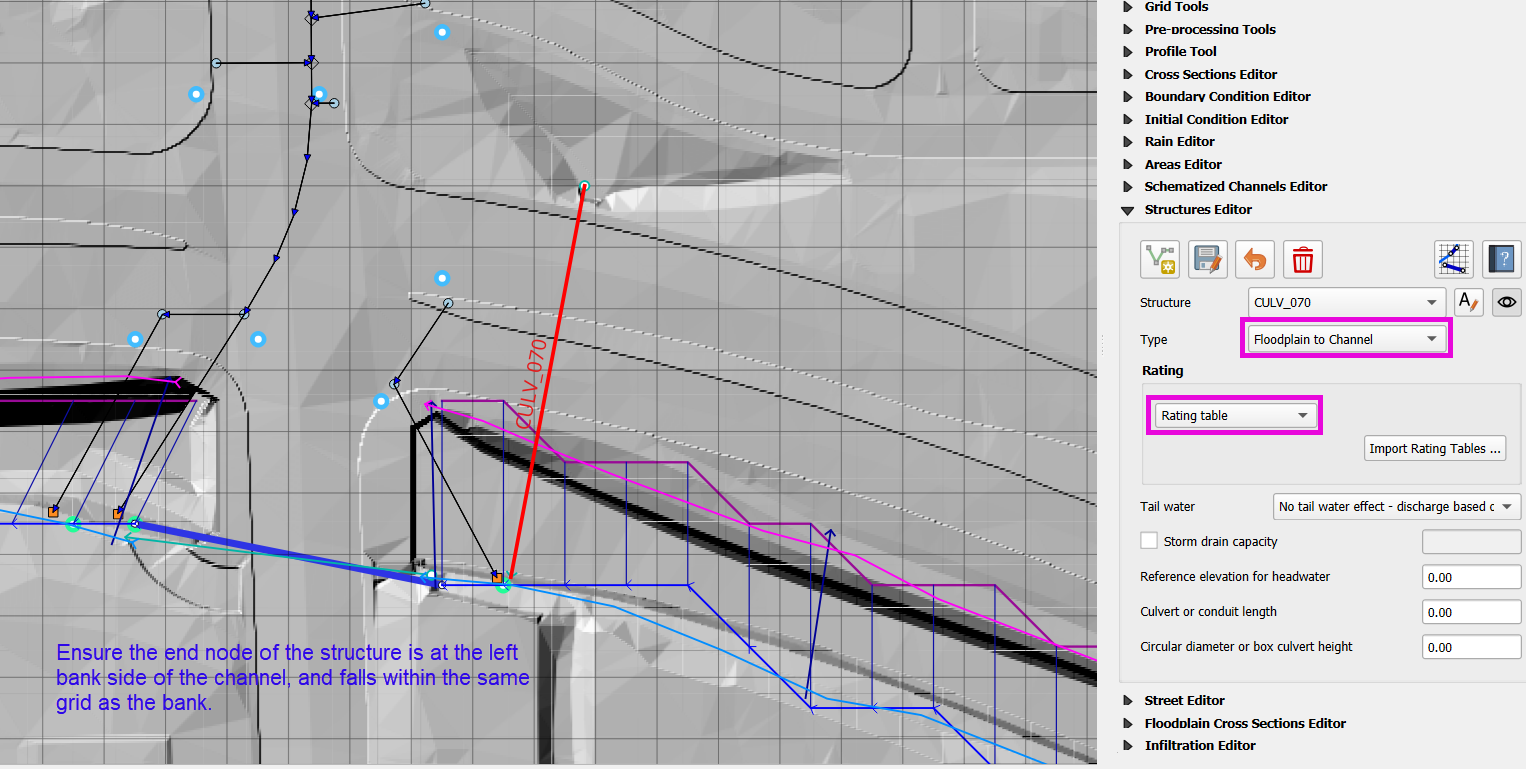 Grid Tools
Pre-processing Tools
Profile Tool
Cross Sections Editor
Boundary Condition Editor
Initial Condition Editor
Rain Editor
Areas Editor
Schematized Channels Editor
Structures Editor
Structure CULV_070 A
Type Floodplain to Channel
Rating
Rating table
Import Rating Tables ...
Tail water No tail water effect - discharge based c
Storm drain capacity
Reference elevation for headwater 0.00
Culvert or conduit length 0.00
Circular diameter or box culvert height 0.00
Street Editor
Floodplain Cross Sections Editor
Infiltration Editor
CULV_070
Ensure the end node of the structure is at the left
bank side of the channel, and falls within the same
grid as the bank.